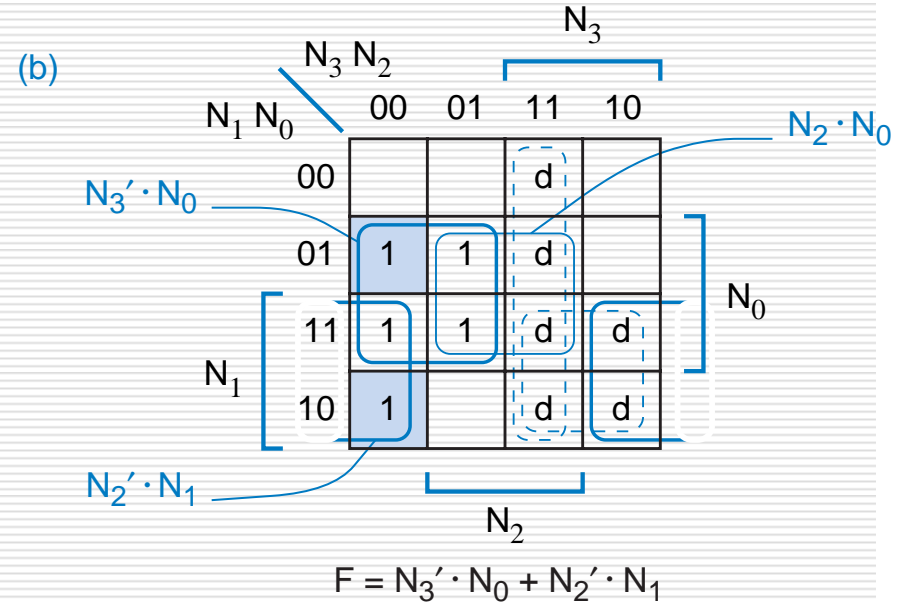 (b)
N₃
N₃ N₂
N₁ N₀
00 01 11 10
N₂ · N₀
00 d
N₃′ · N₀
01 1 1 d
N₀
11 1 1 d d
N₁
10 1 d d
N₂′ · N₁
N₂
F = N₃′ · N₀ + N₂′ · N₁